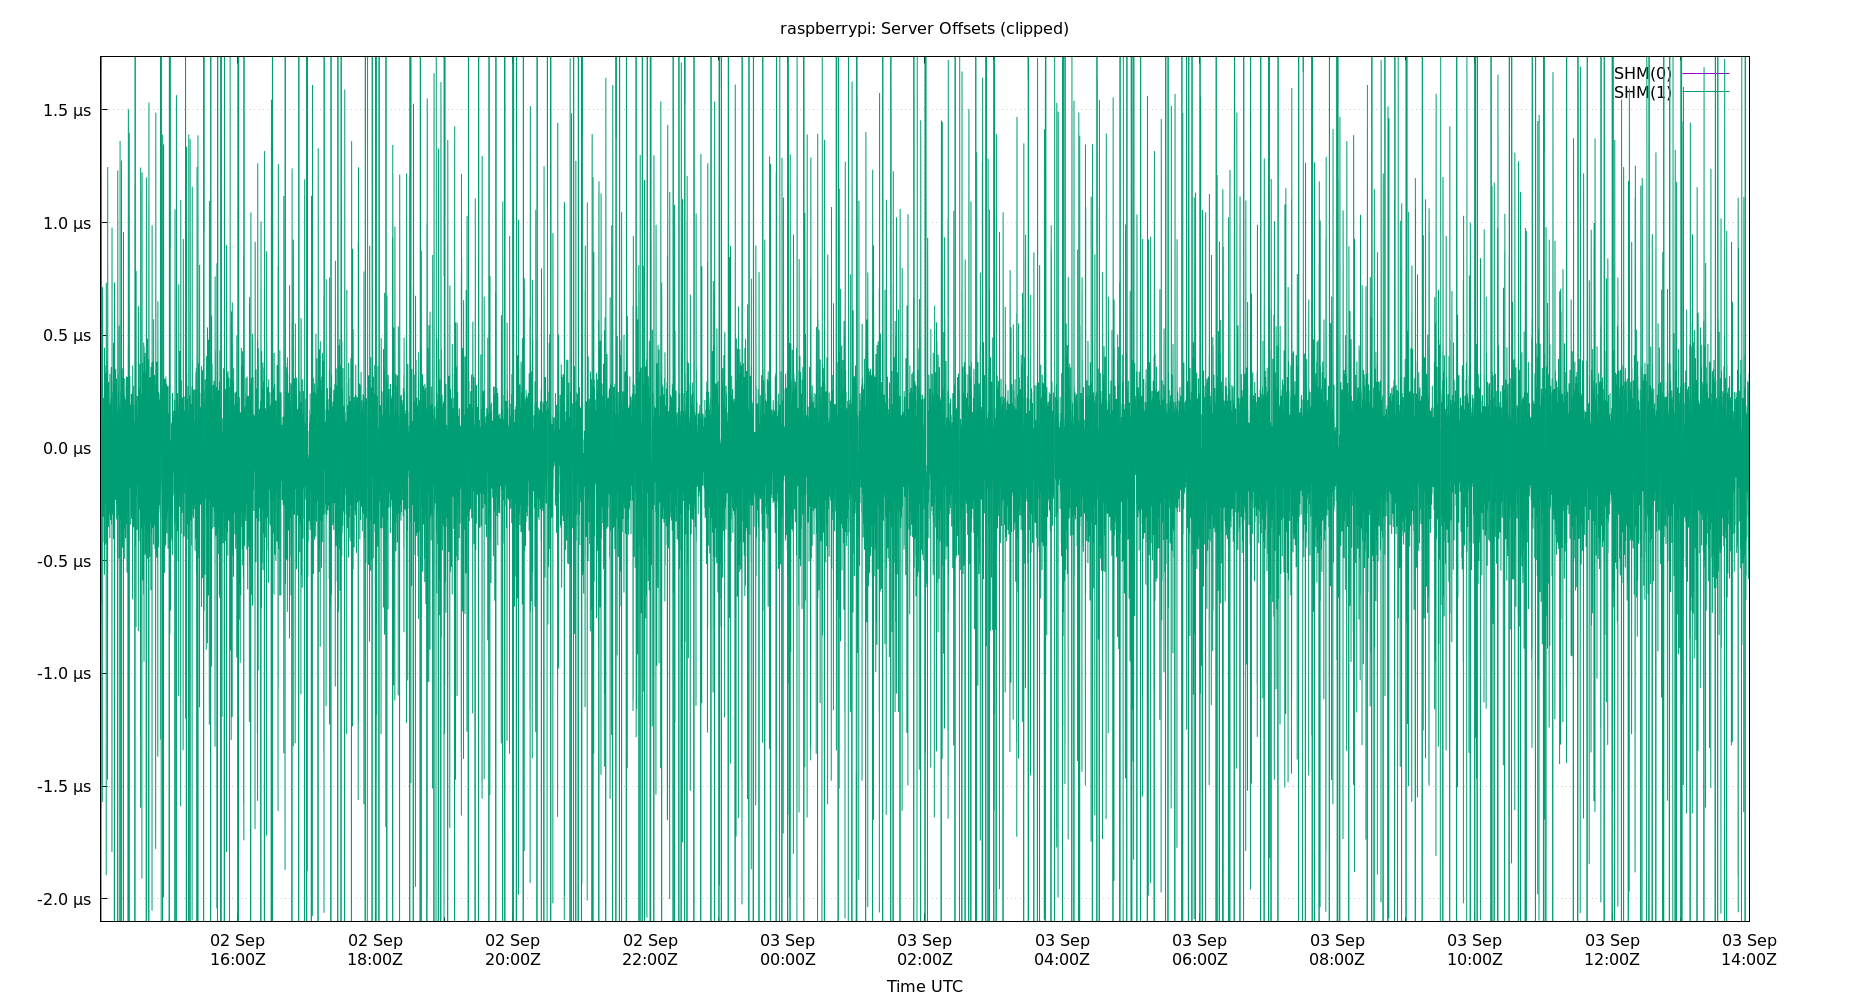 raspberrypi: Server Offsets (clipped)
SHM(0)
SHM(1)
1.5 µs
1.0 µs
0.5 µs
0.0 µs
-0.5 µs
-1.0 µs
-1.5 µs
-2.0 µs
02 Sep 02 Sep 02 Sep 02 Sep 03 Sep 03 Sep 03 Sep 03 Sep 03 Sep 03 Sep 03 Sep 03 Sep
16:00Z 18:00Z 20:00Z 22:00Z 00:00Z 02:00Z 04:00Z 06:00Z 08:00Z 10:00Z 12:00Z 14:00Z
Time UTC